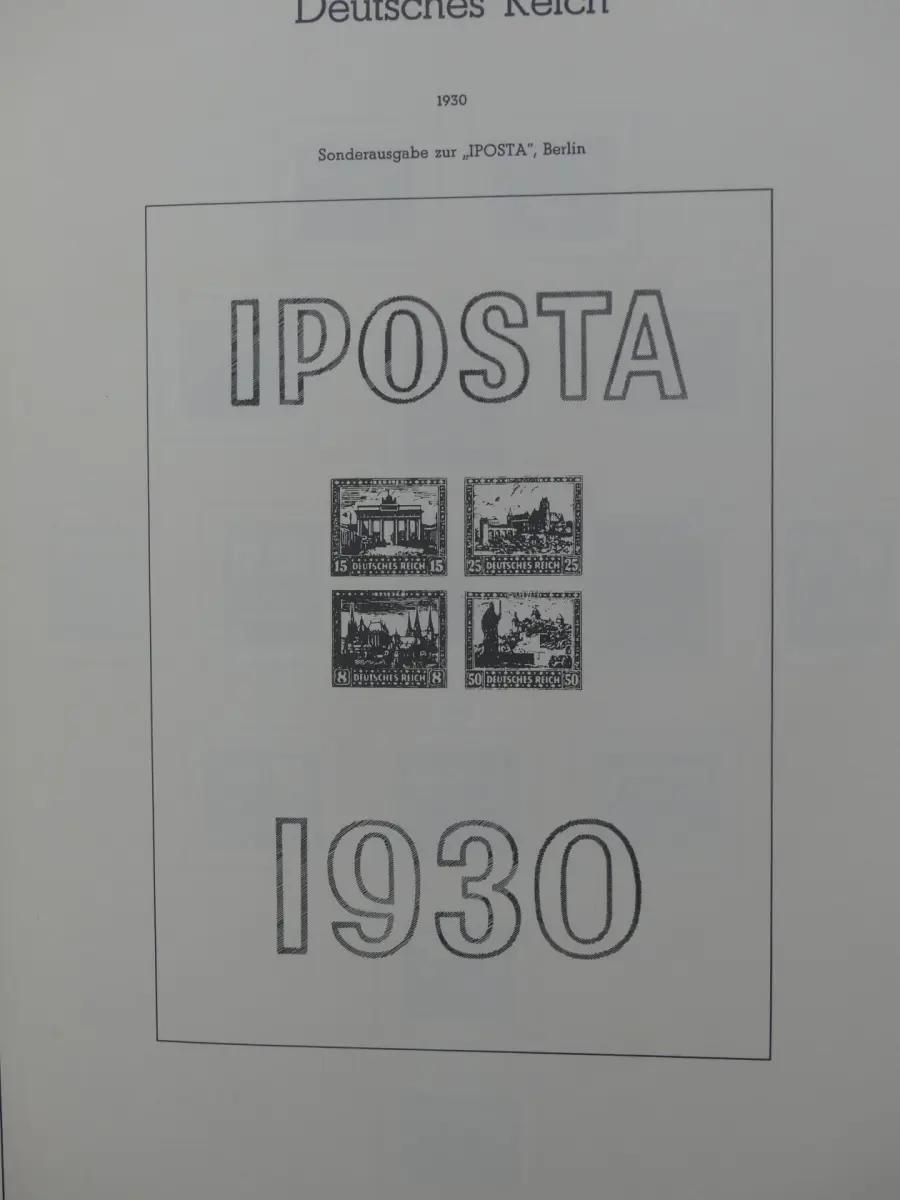 Deutsches Reich
1930
Sonderausgabe zur „IPOSTA", Berlin
IPOSTA
15 DEUTSCHES REICH 15
25 DEUTSCHES REICH 25
8 DEUTSCHES REICH 8
50 DEUTSCHES REICH 50
1930